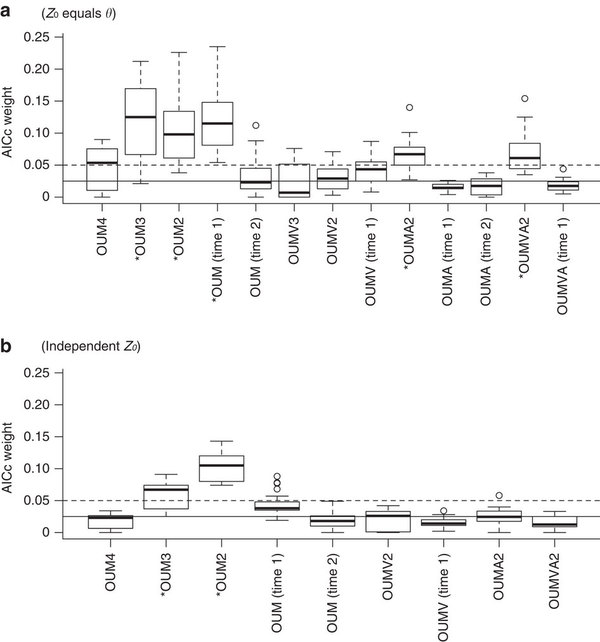 a (Z0 equals θ)
AICc weight
0.25
0.20
0.15
0.10
0.05
0
OUM4
*OUM3
*OUM2
*OUM (time 1)
OUM (time 2)
OUMV3
OUMV2
OUMV (time 1)
*OUMA2
OUMA (time 1)
OUMA (time 2)
*OUMVA2
OUMVA (time 1)
b (Independent Z0)
AICc weight
0.25
0.20
0.15
0.10
0.05
0
OUM4
*OUM3
*OUM2
OUM (time 1)
OUM (time 2)
OUMV2
OUMV (time 1)
OUMA2
OUMVA2